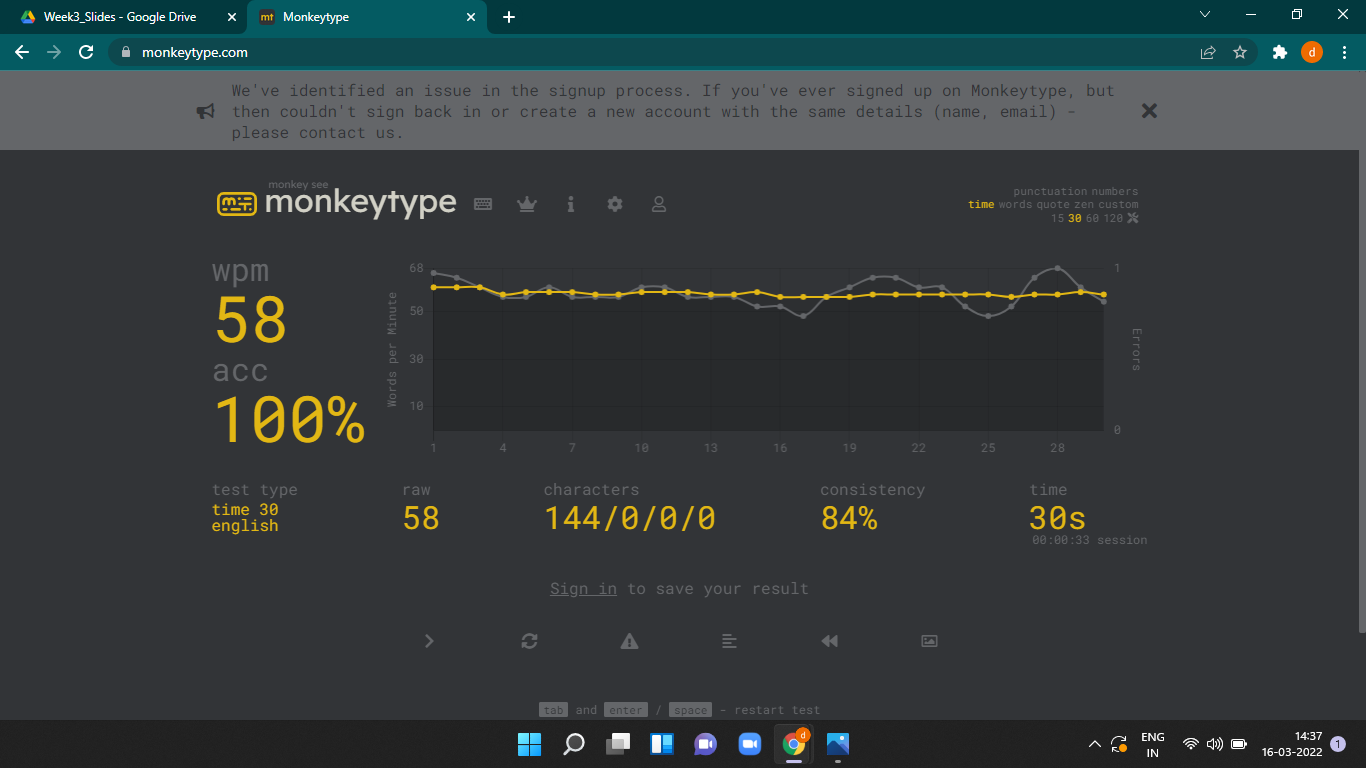 Week3_Slides - Google Drive
mt Monkeytype
monkeytype.com
d
We've identified an issue in the signup process. If you've ever signed up on Monkeytype, but
then couldn't sign back in or create a new account with the same details (name, email) -
please contact us.
monkey see
monkeytype
punctuation numbers
time words quote zen custom
15 30 60 120
wpm
58
acc
100%
Words per Minute
68
50
30
10
1 4 7 10 13 16 19 22 25 28
1
0
Errors
test type
time 30
english
raw
58
characters
144/0/0/0
consistency
84%
time
30s
00:00:33 session
Sign in to save your result
tab and enter / space - restart test
d
ENG
IN
14:37
16-03-2022
1